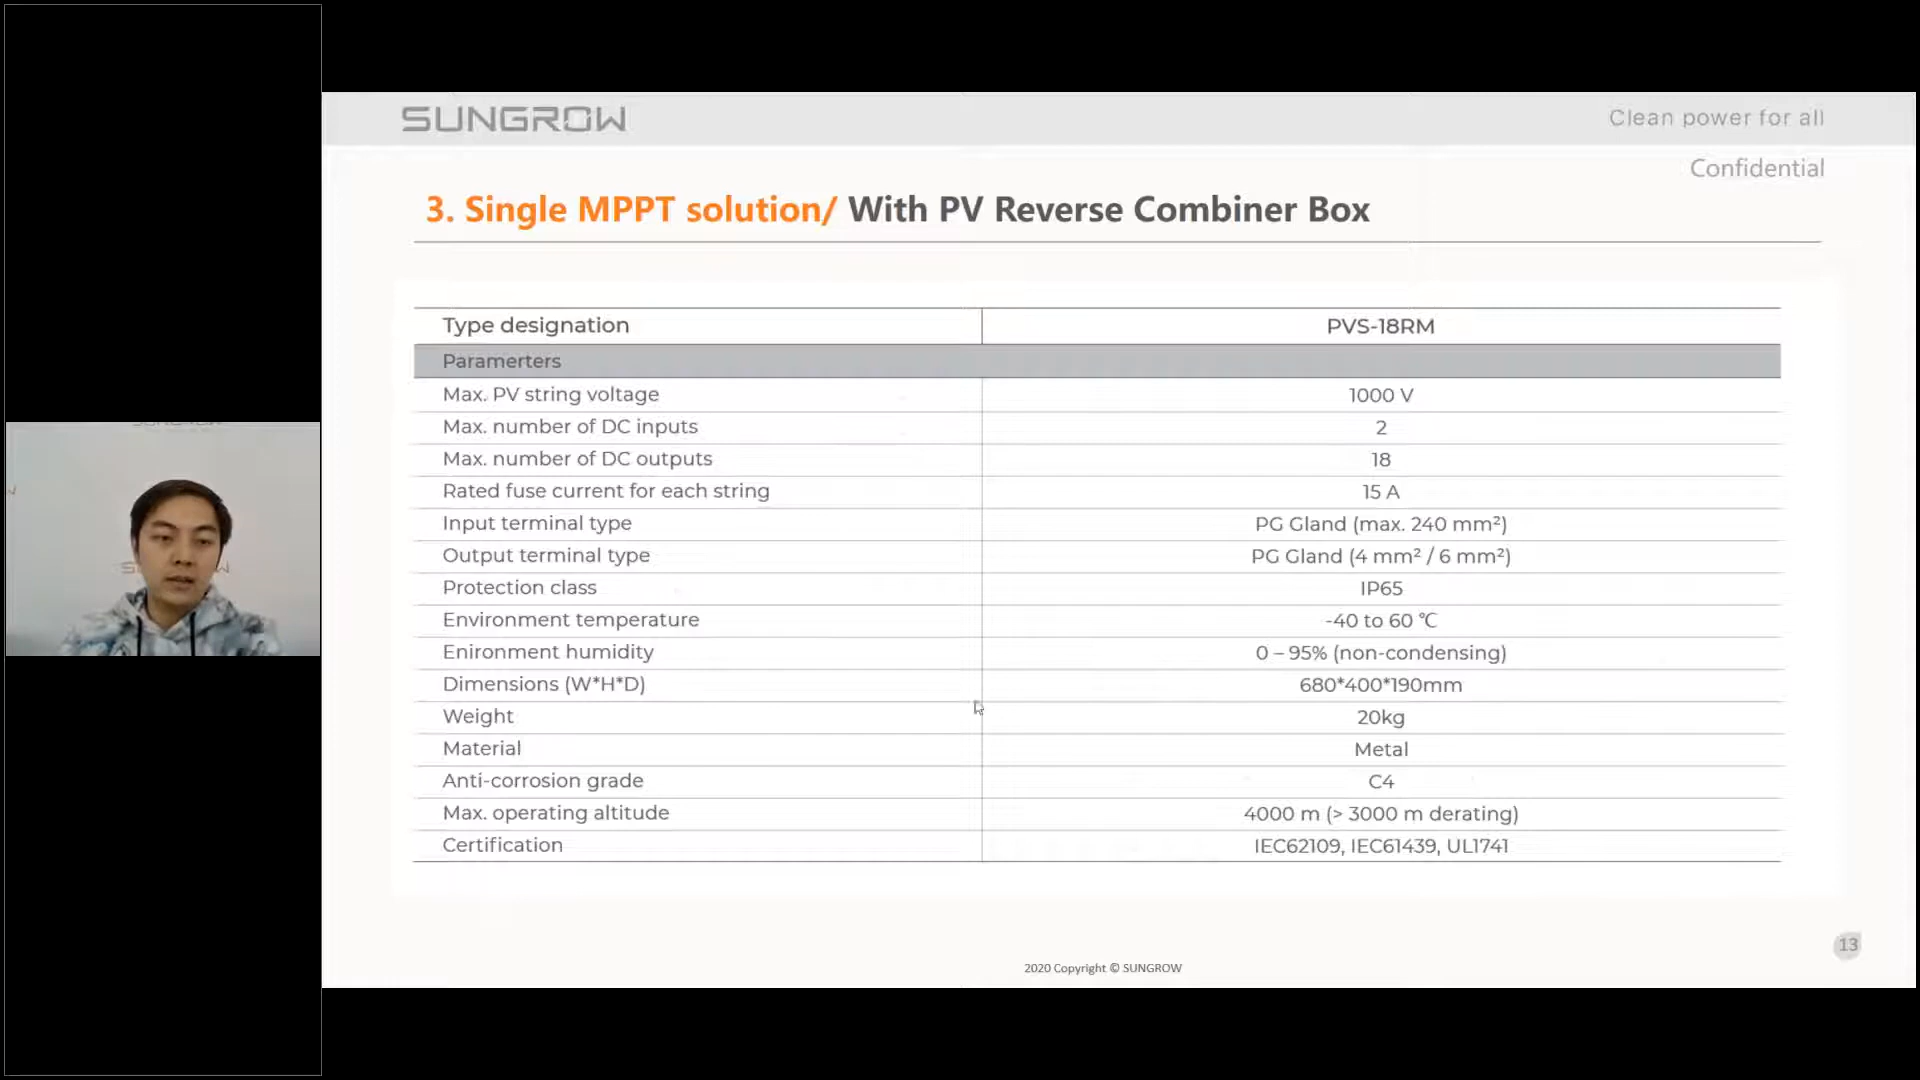 SUNGROW
Clean power for all
Confidential
3. Single MPPT solution/ With PV Reverse Combiner Box
Type designation PVS-18RM
Paramerters
Max. PV string voltage 1000 V
Max. number of DC inputs 2
Max. number of DC outputs 18
Rated fuse current for each string 15 A
Input terminal type PG Gland (max. 240 mm²)
Output terminal type PG Gland (4 mm² / 6 mm²)
Protection class IP65
Environment temperature -40 to 60 ℃
Enironment humidity 0 – 95% (non-condensing)
Dimensions (W*H*D) 680*400*190mm
Weight 20kg
Material Metal
Anti-corrosion grade C4
Max. operating altitude 4000 m (> 3000 m derating)
Certification IEC62109, IEC61439, UL1741
13
2020 Copyright © SUNGROW